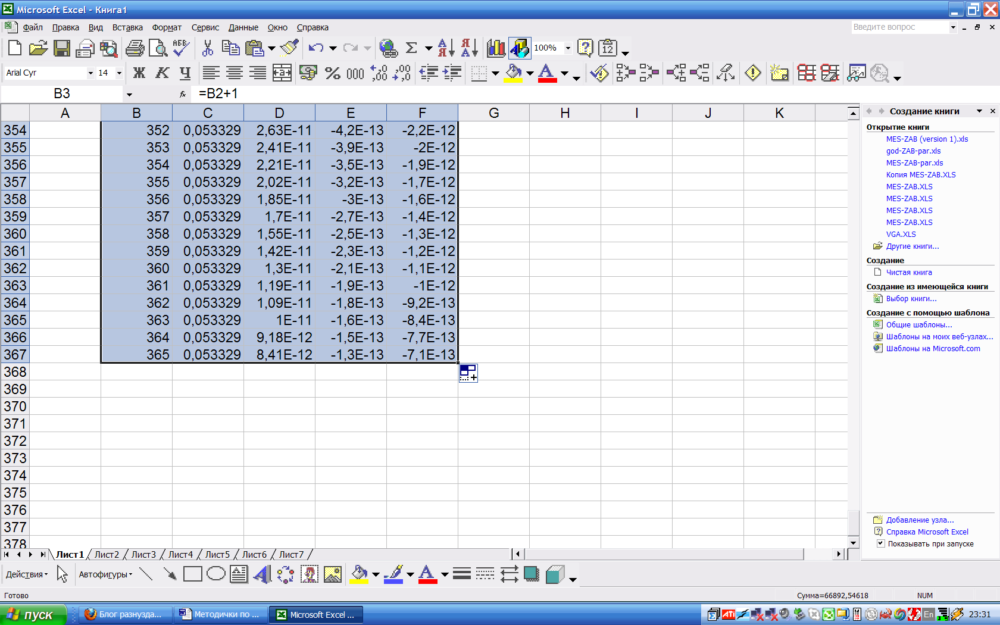 Microsoft Excel - Книга1
Файл Правка Вид Вставка Формат Сервис Данные Окно Справка Введите вопрос
100%
Arial Cyr 14 Ж К Ч % 000
B3 fx =B2+1
A B C D E F G H I J K
354 352 0,053329 2,63E-11 -4,2E-13 -2,2E-12
355 353 0,053329 2,41E-11 -3,9E-13 -2E-12
356 354 0,053329 2,21E-11 -3,5E-13 -1,9E-12
357 355 0,053329 2,02E-11 -3,2E-13 -1,7E-12
358 356 0,053329 1,85E-11 -3E-13 -1,6E-12
359 357 0,053329 1,7E-11 -2,7E-13 -1,4E-12
360 358 0,053329 1,55E-11 -2,5E-13 -1,3E-12
361 359 0,053329 1,42E-11 -2,3E-13 -1,2E-12
362 360 0,053329 1,3E-11 -2,1E-13 -1,1E-12
363 361 0,053329 1,19E-11 -1,9E-13 -1E-12
364 362 0,053329 1,09E-11 -1,8E-13 -9,2E-13
365 363 0,053329 1E-11 -1,6E-13 -8,4E-13
366 364 0,053329 9,18E-12 -1,5E-13 -7,7E-13
367 365 0,053329 8,41E-12 -1,3E-13 -7,1E-13
368
369
370
371
372
373
374
375
376
377
378
Создание книги
Открытие книги
MES-ZAB (version 1).xls
god-ZAB-par.xls
MES-ZAB-par.xls
Копия MES-ZAB.XLS
MES-ZAB.XLS
MES-ZAB.XLS
MES-ZAB.XLS
MES-ZAB.XLS
VGA.XLS
Другие книги...
Создание
Чистая книга
Создание из имеющейся книги
Выбор книги...
Создание с помощью шаблона
Общие шаблоны...
Шаблоны на моих веб-узлах...
Шаблоны на Microsoft.com
Добавление узла...
Справка Microsoft Excel
Показывать при запуске
Лист1 Лист2 Лист3 Лист4 Лист5 Лист6 Лист7
Действия Автофигуры
Готово Сумма=66892,54618 NUM
пуск Блог разнузда... Методички по ... Microsoft Excel ... ATI En 23:31